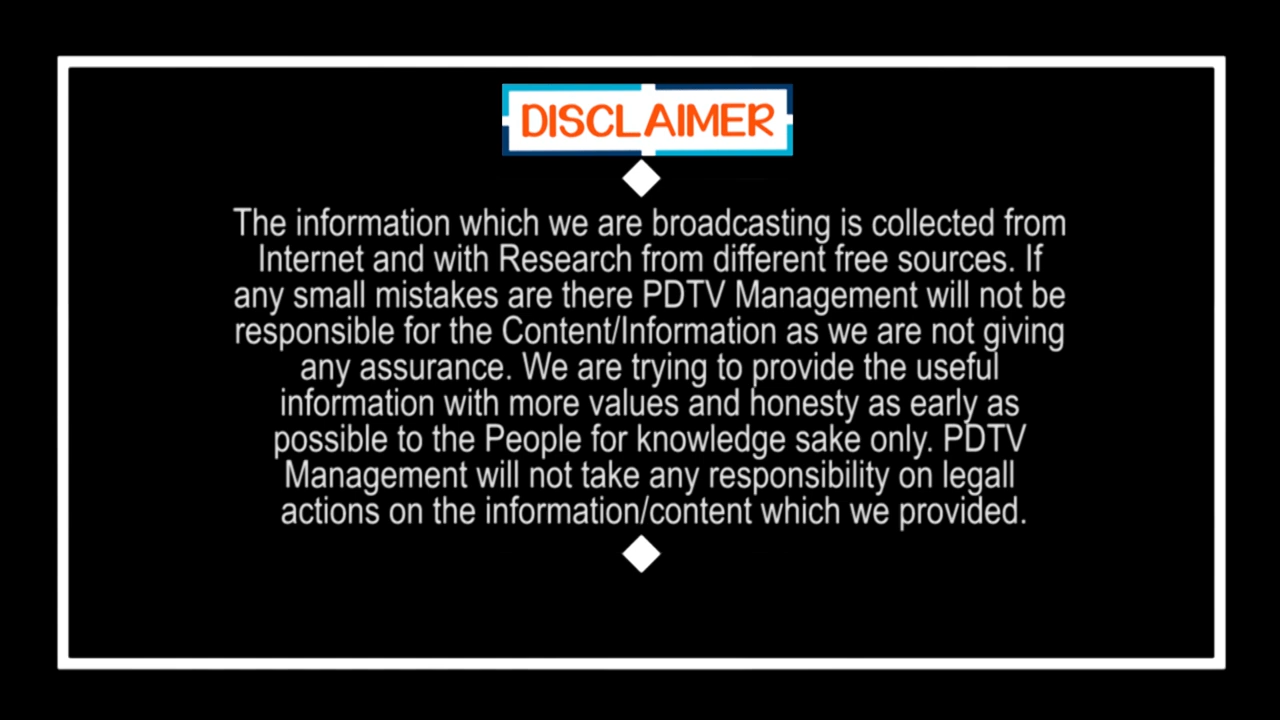 DISCLAIMER
The information which we are broadcasting is collected from
Internet and with Research from different free sources. If
any small mistakes are there PDTV Management will not be
responsible for the Content/Information as we are not giving
any assurance. We are trying to provide the useful
information with more values and honesty as early as
possible to the People for knowledge sake only. PDTV
Management will not take any responsibility on legall
actions on the information/content which we provided.